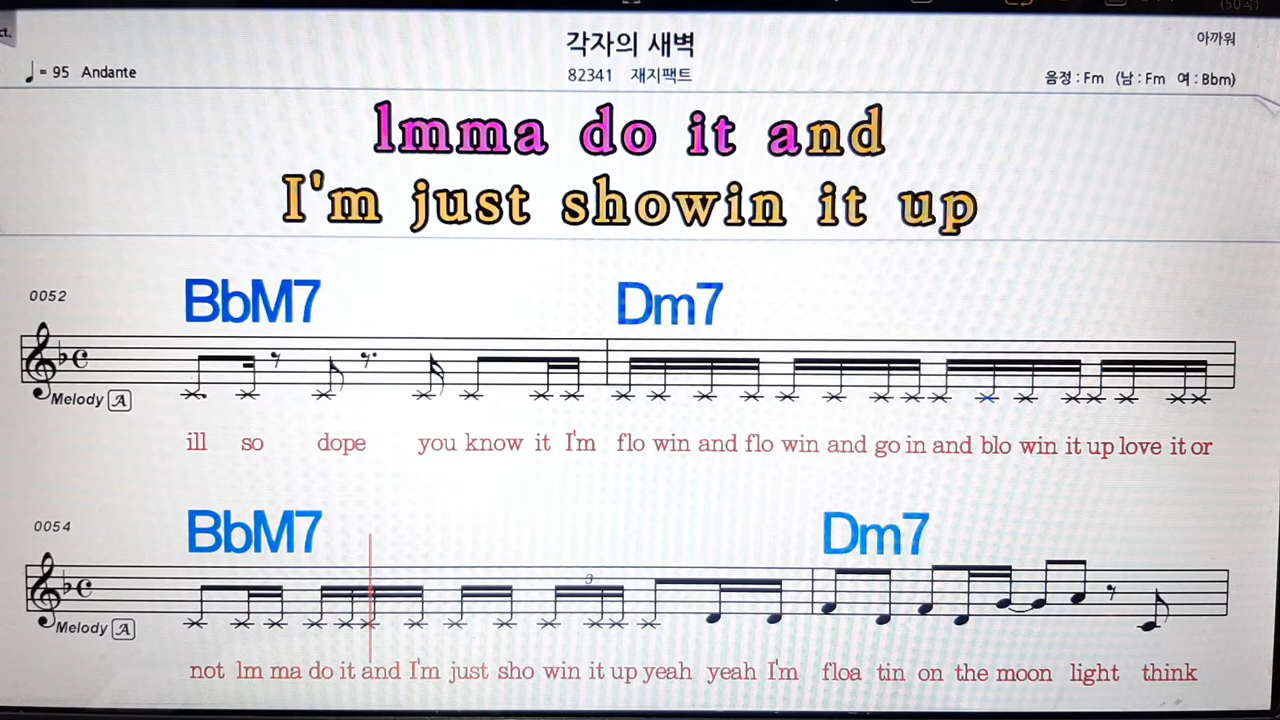 각자의 새벽
아까워
= 95 Andante
82341 재지팩트
음정 : Fm (남 : Fm 여 : Bbm)
lmma do it and
I'm just showin it up
0052
BbM7 Dm7
Melody A
ill so dope you know it I'm flo win and flo win and go in and blo win it up love it or
0054
BbM7 Dm7
3
Melody A
not lm ma do it and I'm just sho win it up yeah yeah I'm floa tin on the moon light think